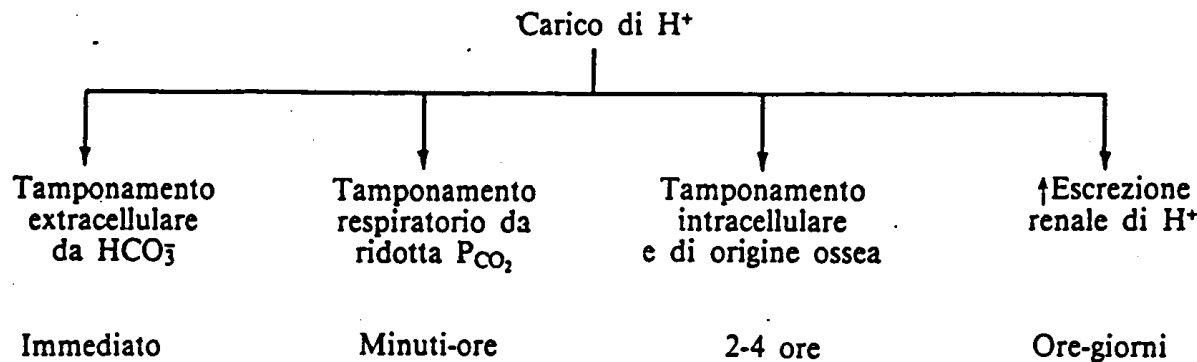 Carico di H⁺
Tamponamento
extracellulare
da HCO₃⁻
Tamponamento
respiratorio da
ridotta P_CO₂
Tamponamento
intracellulare
e di origine ossea
↑Escrezione
renale di H⁺
Immediato
Minuti-ore
2-4 ore
Ore-giorni